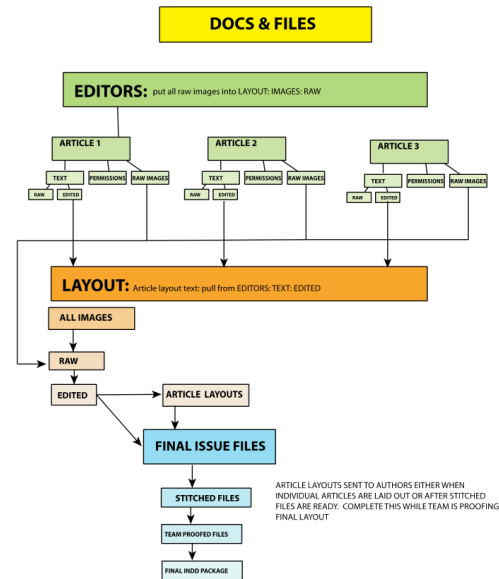 DOCS & FILES
EDITORS: put all raw images into LAYOUT: IMAGES: RAW
ARTICLE 1
ARTICLE 2
ARTICLE 3
TEXT
PERMISSIONS
RAW IMAGES
TEXT
PERMISSIONS
RAW IMAGES
TEXT
PERMISSIONS
RAW IMAGES
RAW
EDITED
RAW
EDITED
RAW
EDITED
LAYOUT: Article layout text: pull from EDITORS: TEXT: EDITED
ALL IMAGES
RAW
EDITED
ARTICLE LAYOUTS
FINAL ISSUE FILES
STITCHED FILES
ARTICLE LAYOUTS SENT TO AUTHORS EITHER WHEN
INDIVIDUAL ARTICLES ARE LAID OUT OR AFTER STITCHED
FILES ARE READY. COMPLETE THIS WHILE TEAM IS PROOFING
FINAL LAYOUT
TEAM PROOFED FILES
FINAL INDD PACKAGE